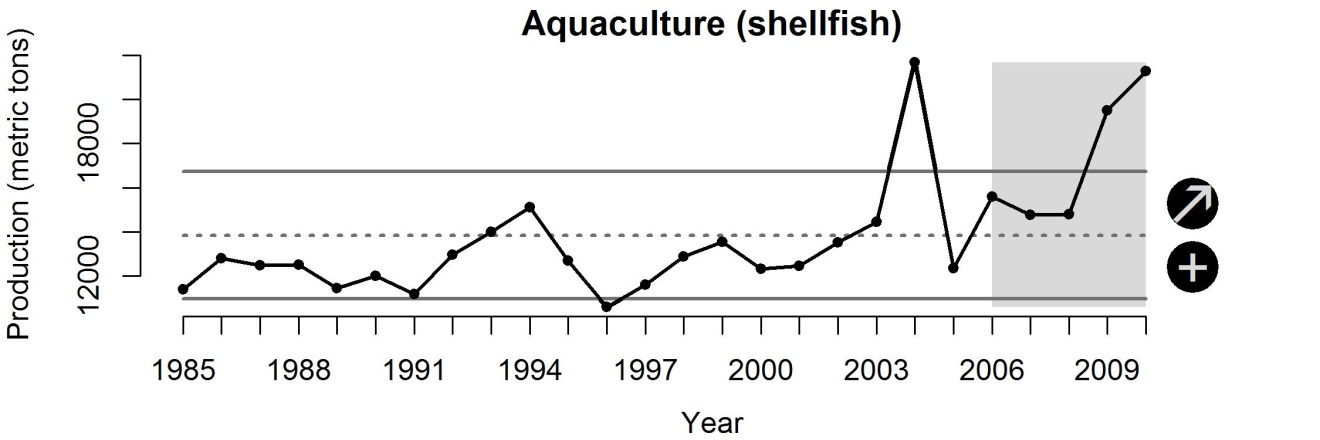 Aquaculture (shellfish)
Production (metric tons)
18000
12000
1985 1988 1991 1994 1997 2000 2003 2006 2009
Year